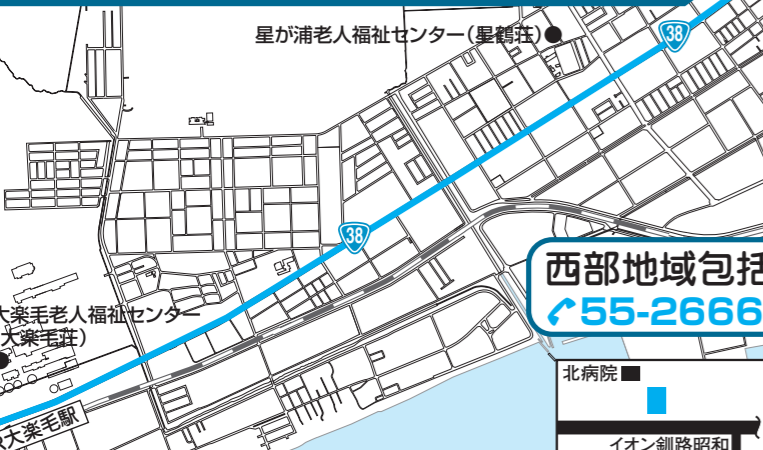 星が浦老人福祉センター(星鶴荘)
38
38
西部地域包括
55-2666
大楽毛老人福祉センター
大楽毛荘)
北病院
大楽毛駅
イオン釧路昭和